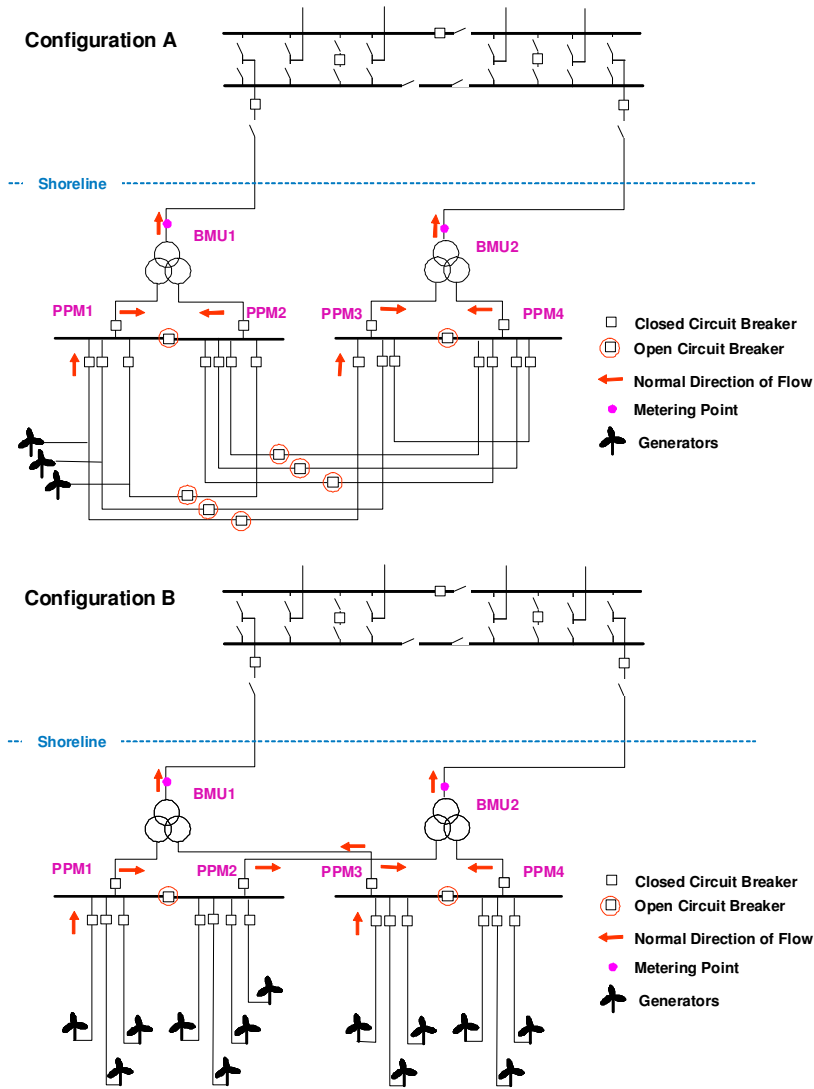 Configuration A
Shoreline
BMU1
BMU2
PPM1
PPM2
PPM3
PPM4
Closed Circuit Breaker
Open Circuit Breaker
Normal Direction of Flow
Metering Point
Generators
Configuration B
Shoreline
BMU1
BMU2
PPM1
PPM2
PPM3
PPM4
Closed Circuit Breaker
Open Circuit Breaker
Normal Direction of Flow
Metering Point
Generators